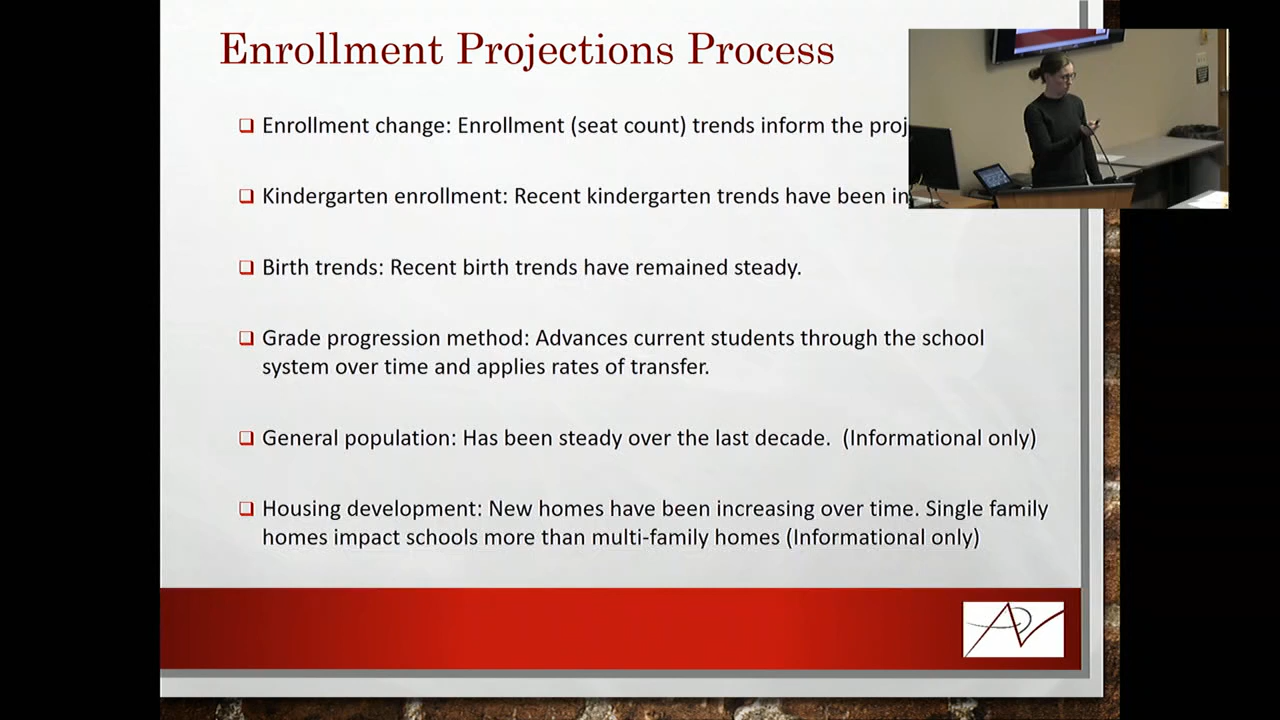 Enrollment Projections Process
❑ Enrollment change: Enrollment (seat count) trends inform the
❑ Kindergarten enrollment: Recent kindergarten trends have been
❑ Birth trends: Recent birth trends have remained steady.
❑ Grade progression method: Advances current students through the school
system over time and applies rates of transfer.
❑ General population: Has been steady over the last decade.  (Informational only)
❑ Housing development: New homes have been increasing over time. Single family
homes impact schools more than multi-family homes (Informational only)